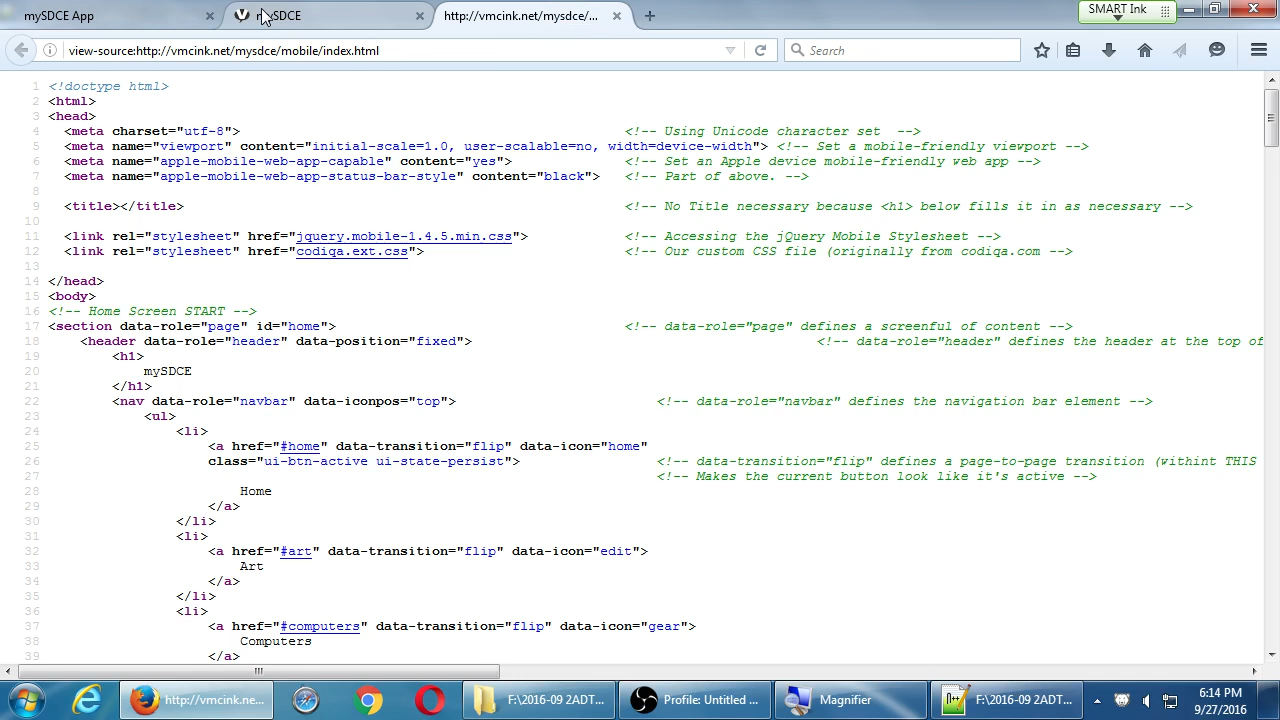 mySDCE App
mySDCE
http://vmcink.net/mysdce/...
SMART Ink
view-source:http://vmcink.net/mysdce/mobile/index.html
Search
1 <!doctype html>
2 <html>
3 <head>
4 <meta charset="utf-8"> <!-- Using Unicode character set -->
5 <meta name="viewport" content="initial-scale=1.0, user-scalable=no, width=device-width"> <!-- Set a mobile-friendly viewport -->
6 <meta name="apple-mobile-web-app-capable" content="yes"> <!-- Set an Apple device mobile-friendly web app -->
7 <meta name="apple-mobile-web-app-status-bar-style" content="black"> <!-- Part of above. -->
8
9 <title></title> <!-- No Title necessary because <h1> below fills it in as necessary -->
10
11 <link rel="stylesheet" href="jquery.mobile-1.4.5.min.css"> <!-- Accessing the jQuery Mobile Stylesheet -->
12 <link rel="stylesheet" href="codiqa.ext.css"> <!-- Our custom CSS file (originally from codiqa.com -->
13
14 </head>
15 <body>
16 <!-- Home Screen START -->
17 <section data-role="page" id="home"> <!-- data-role="page" defines a screenful of content -->
18 <header data-role="header" data-position="fixed"> <!-- data-role="header" defines the header at the top of
19 <h1>
20 mySDCE
21 </h1>
22 <nav data-role="navbar" data-iconpos="top"> <!-- data-role="navbar" defines the navigation bar element -->
23 <ul>
24 <li>
25 <a href="#home" data-transition="flip" data-icon="home"
26 class="ui-btn-active ui-state-persist"> <!-- data-transition="flip" defines a page-to-page transition (withint THIS
27 <!-- Makes the current button look like it's active -->
28 Home
29 </a>
30 </li>
31 <li>
32 <a href="#art" data-transition="flip" data-icon="edit">
33 Art
34 </a>
35 </li>
36 <li>
37 <a href="#computers" data-transition="flip" data-icon="gear">
38 Computers
39 </a>
http://vmcink.ne...
F:\2016-09 2ADT...
Profile: Untitled ...
Magnifier
F:\2016-09 2ADT...
6:14 PM
9/27/2016